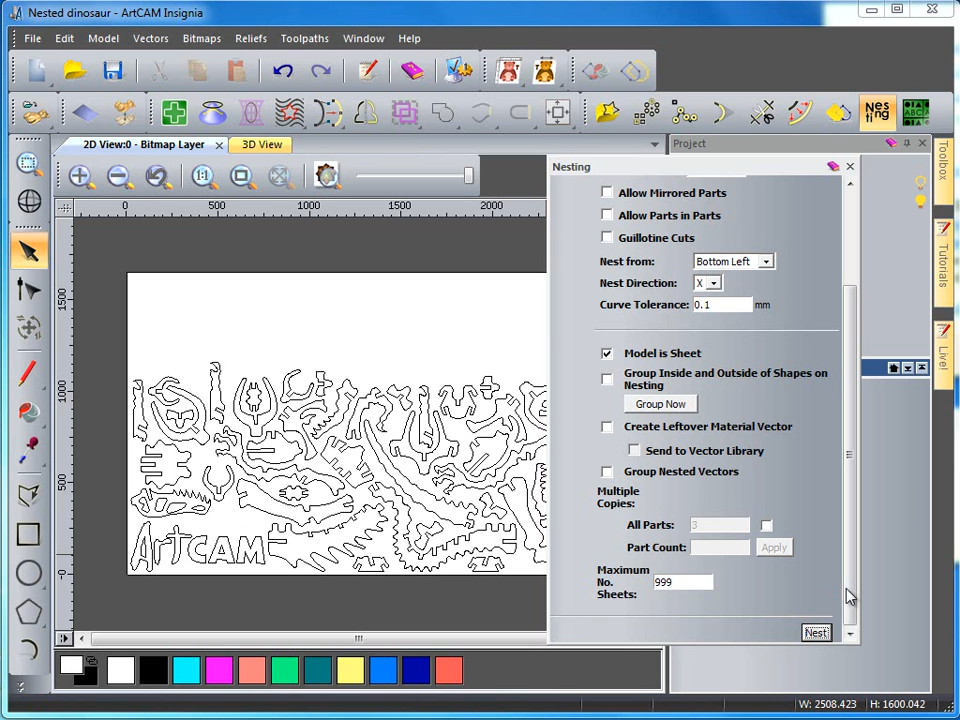 Nested dinosaur - ArtCAM Insignia
File Edit Model Vectors Bitmaps Reliefs Toolpaths Window Help
Nes
ting
ABC
2D View:0 - Bitmap Layer
3D View
Project
Toolbox
Tutorials
Live!
1:1
0 500 1000 1500 2000
1500
1000
500
-0
ArtCAM
Nesting
Allow Mirrored Parts
Allow Parts in Parts
Guillotine Cuts
Nest from: Bottom Left
Nest Direction: X
Curve Tolerance: 0.1 mm
Model is Sheet
Group Inside and Outside of Shapes on
Nesting
Group Now
Create Leftover Material Vector
Send to Vector Library
Group Nested Vectors
Multiple
Copies:
All Parts: 3
Part Count:
Apply
Maximum
No.
Sheets:
999
Nest
W: 2508.423 H: 1600.042